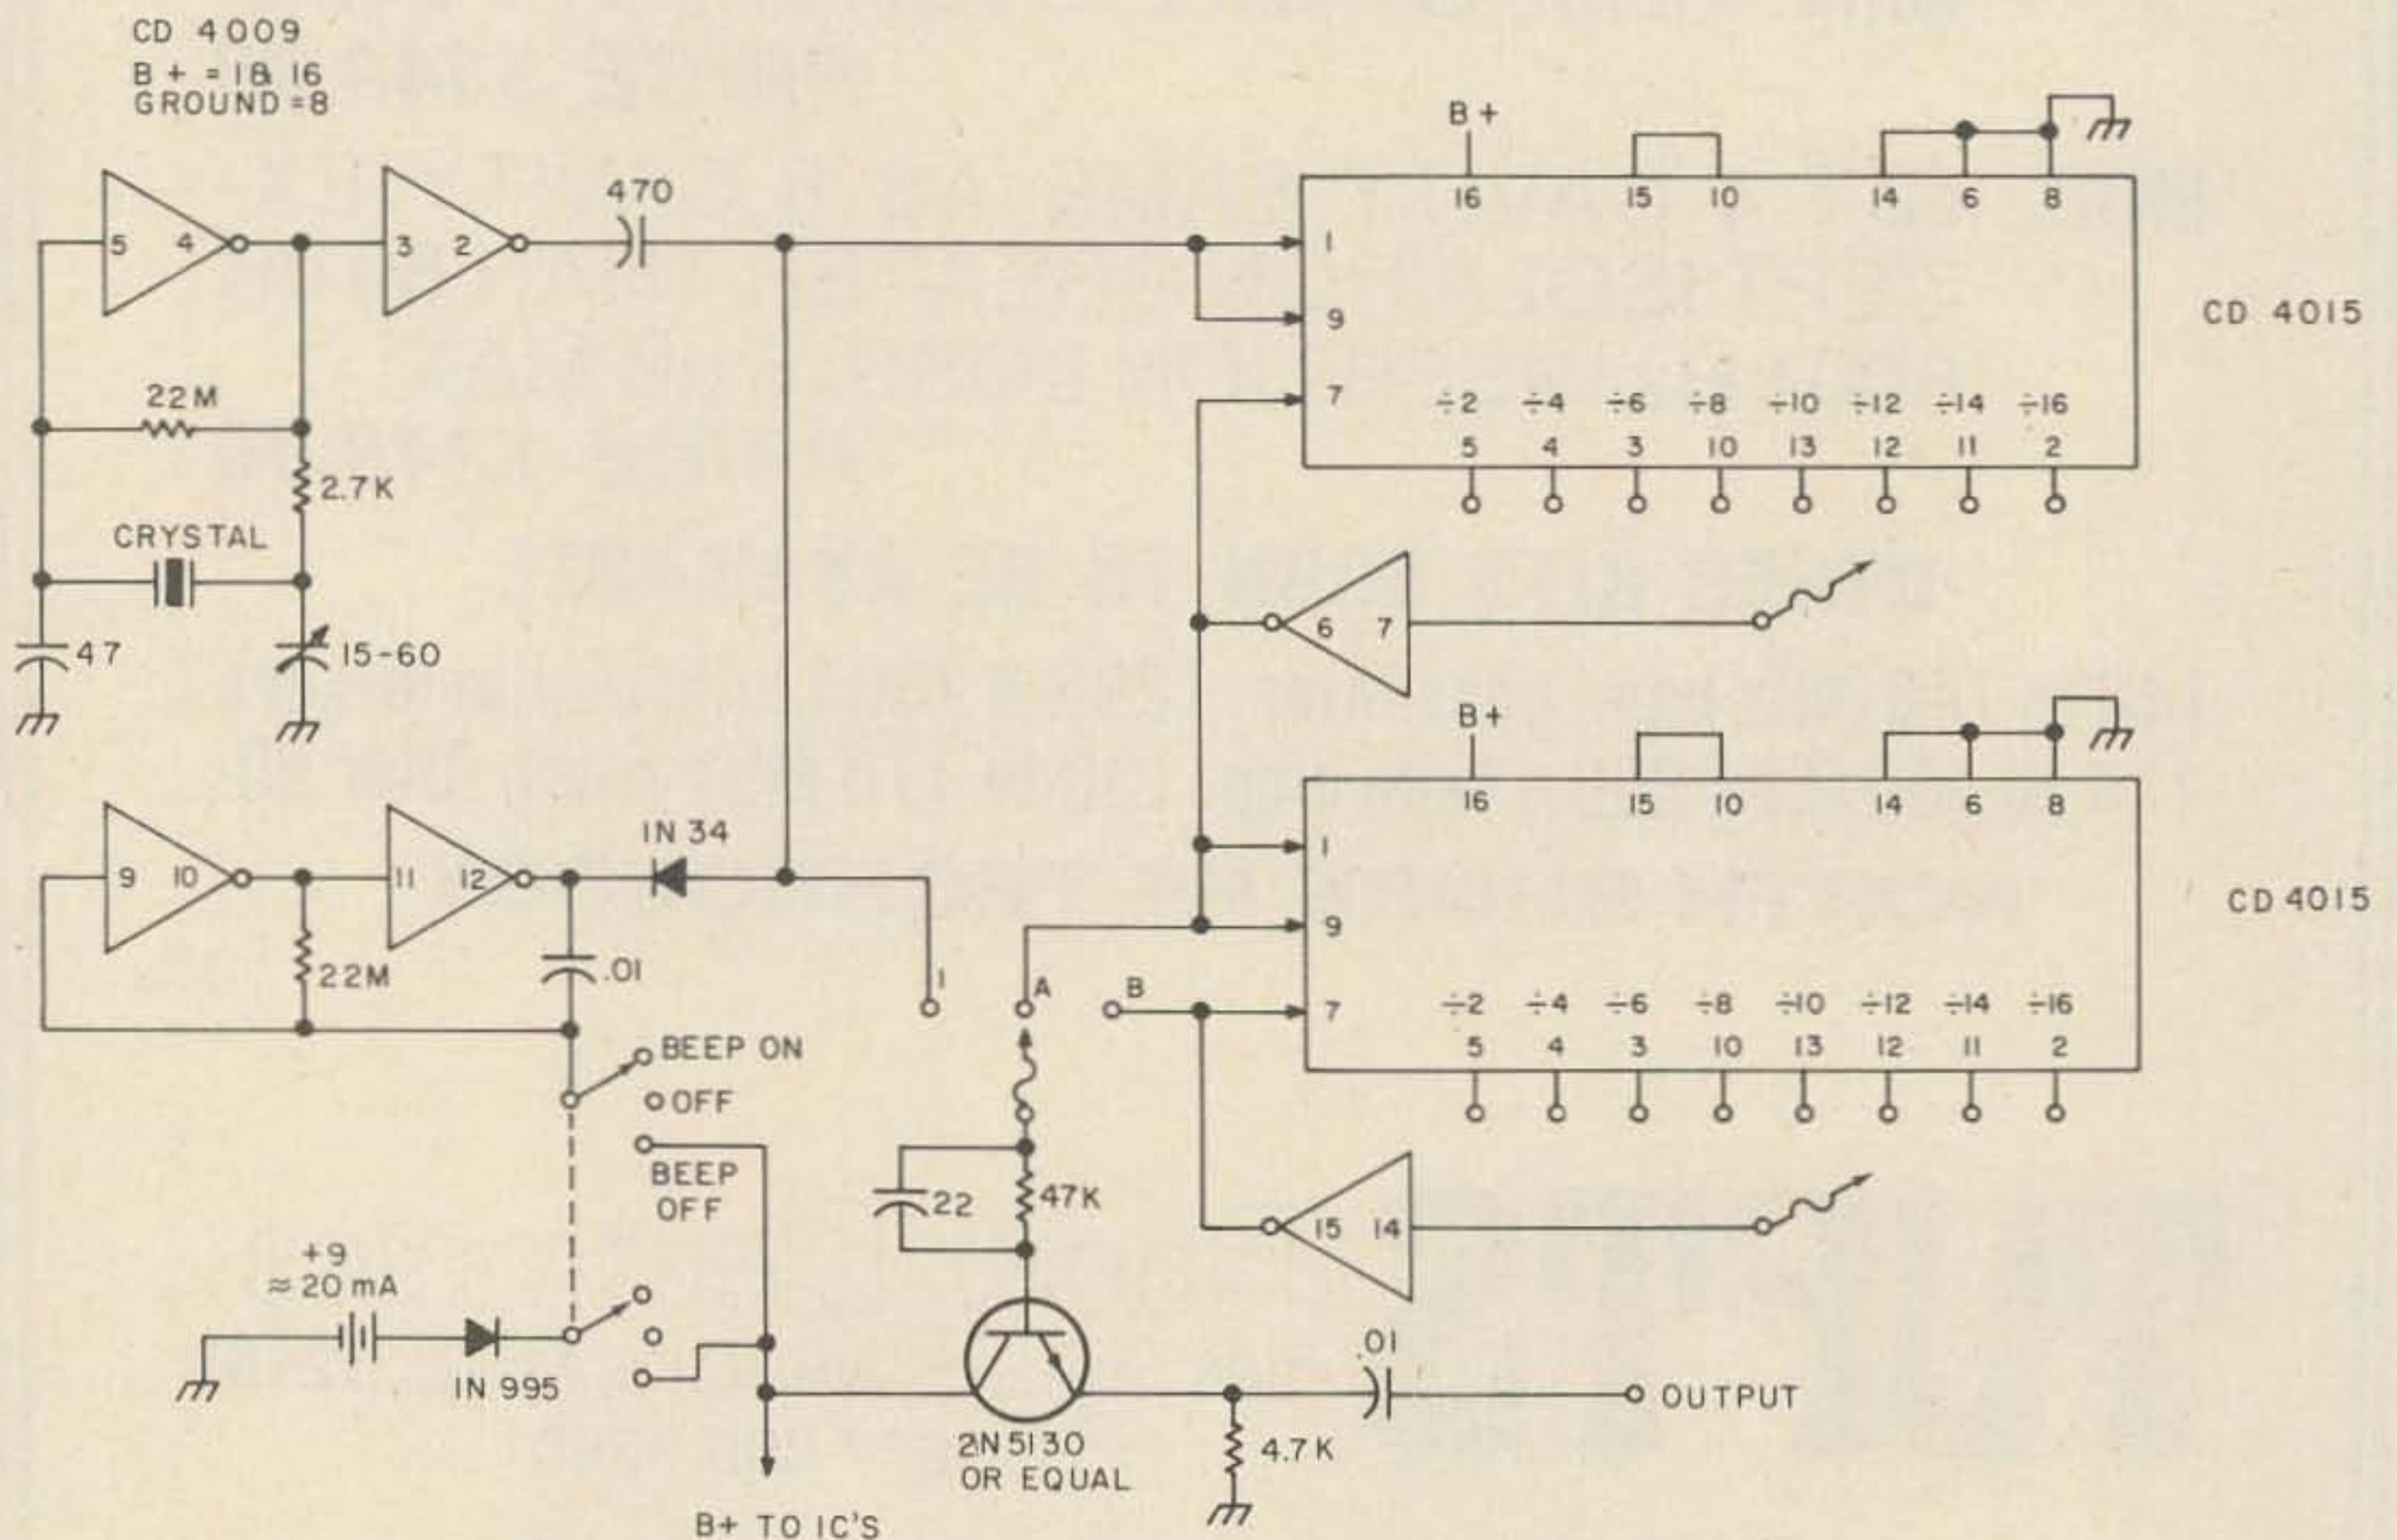 CD 4009
B + = 1 & 16
GROUND = 8
5 4
3 2
470
22M
2.7K
CRYSTAL
47
15-60
B +
16 15 10 14 6 8
1
9
7
÷2 ÷4 ÷6 ÷8 ÷10 ÷12 ÷14 ÷16
5 4 3 10 13 12 11 2
CD 4015
6 7
9 10
11 12
IN 34
22M
.01
1
A
B
B+
16 15 10 14 6 8
1
9
7
÷2 ÷4 ÷6 ÷8 ÷10 ÷12 ÷14 ÷16
5 4 3 10 13 12 11 2
CD 4015
15 14
BEEP ON
OFF
BEEP
OFF
22
47K
+9
≈ 20 mA
IN 995
2N 5130
OR EQUAL
.01
OUTPUT
4.7K
B+ TO IC'S